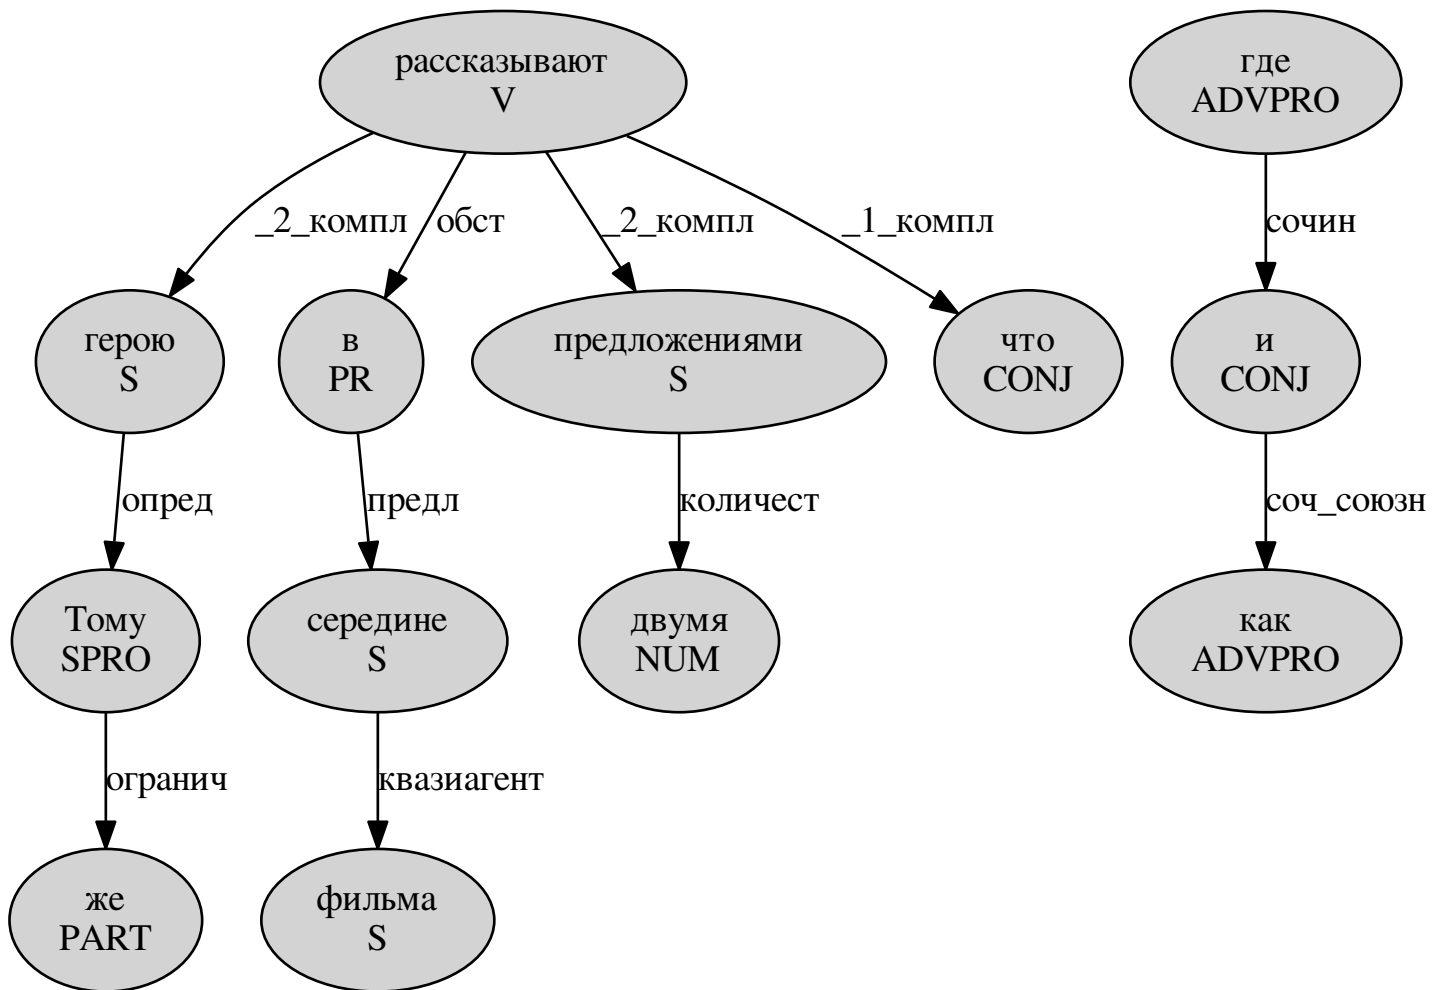 рассказывают
V
где
ADVPRO
_2_компл
обст
_2_компл
_1_компл
сочин
герою
S
в
PR
предложениями
S
что
CONJ
и
CONJ
опред
предл
количест
соч_союзн
Тому
SPRO
середине
S
двумя
NUM
как
ADVPRO
огранич
квазиагент
же
PART
фильма
S